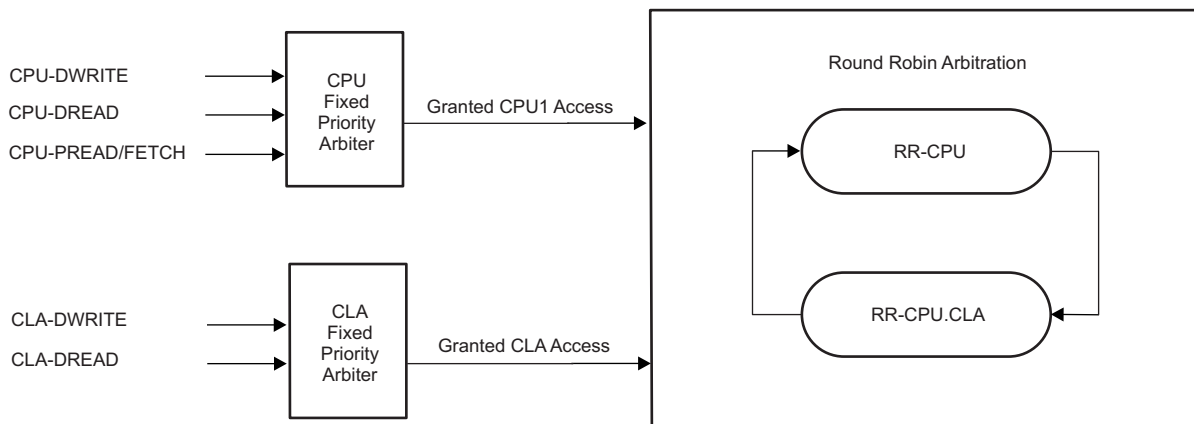 CPU-DWRITE
CPU-DREAD
CPU-PREAD/FETCH
CPU
Fixed
Priority
Arbiter
Granted CPU1 Access
CLA-DWRITE
CLA-DREAD
CLA
Fixed
Priority
Arbiter
Granted CLA Access
Round Robin Arbitration
RR-CPU
RR-CPU.CLA